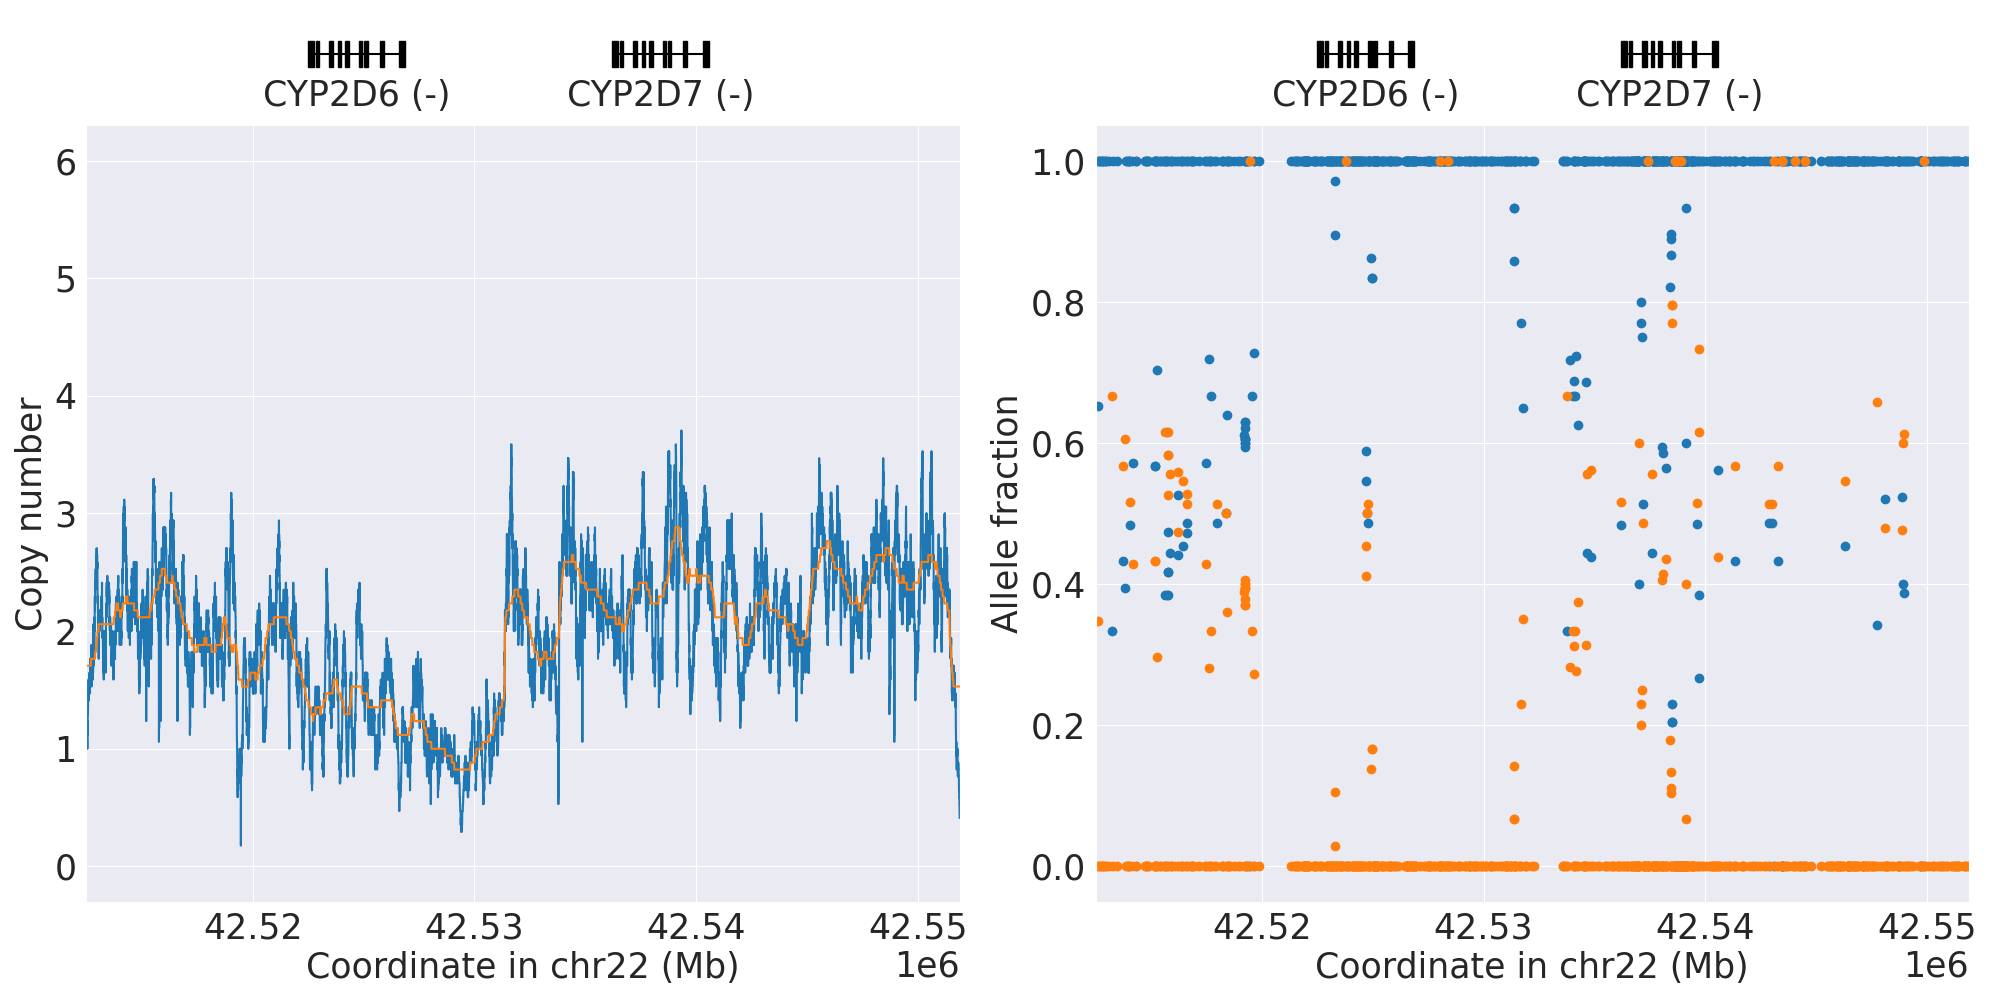 CYP2D6 (-)
CYP2D7 (-)
6
5
4
3
2
1
0
Copy number
42.52
42.53
42.54
42.55
Coordinate in chr22 (Mb)
1e6
CYP2D6 (-)
CYP2D7 (-)
1.0
0.8
0.6
0.4
0.2
0.0
Allele fraction
42.52
42.53
42.54
42.55
Coordinate in chr22 (Mb)
1e6